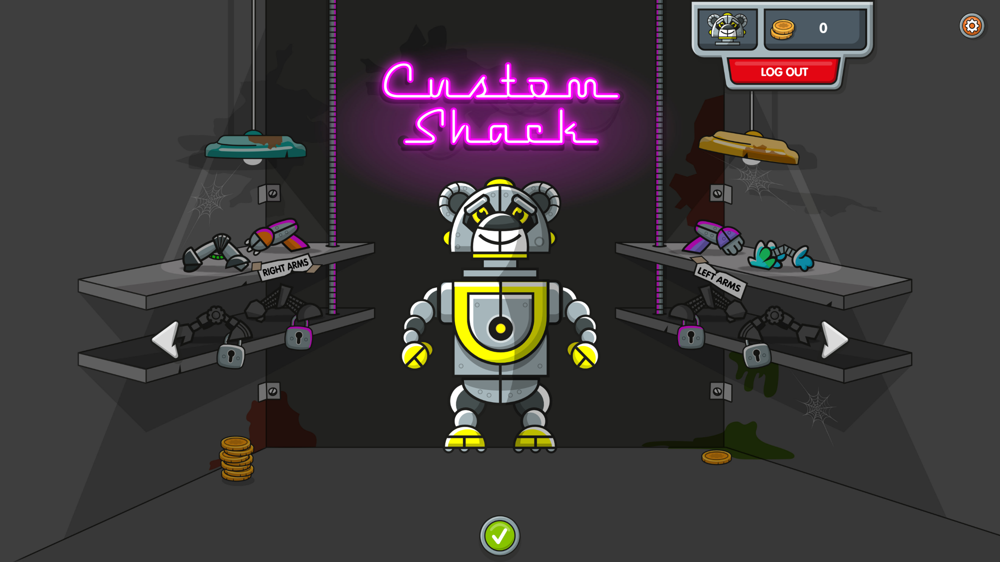 0
LOG OUT
Custom
Shack
RIGHT ARMS
LEFT ARMS